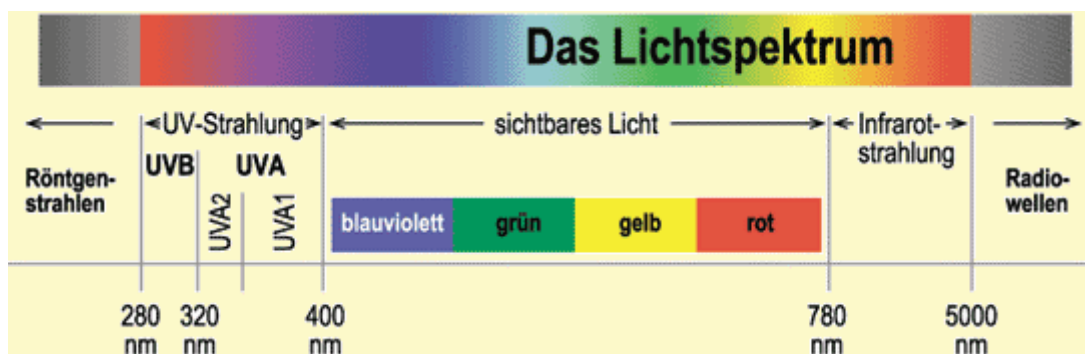 Das Lichtspektrum
UV-Strahlung
sichtbares Licht
Infrarot-
strahlung
Röntgen-
strahlen
UVB
UVA
UVA2
UVA1
blauviolett
grün
gelb
rot
Radio-
wellen
280
nm
320
nm
400
nm
780
nm
5000
nm